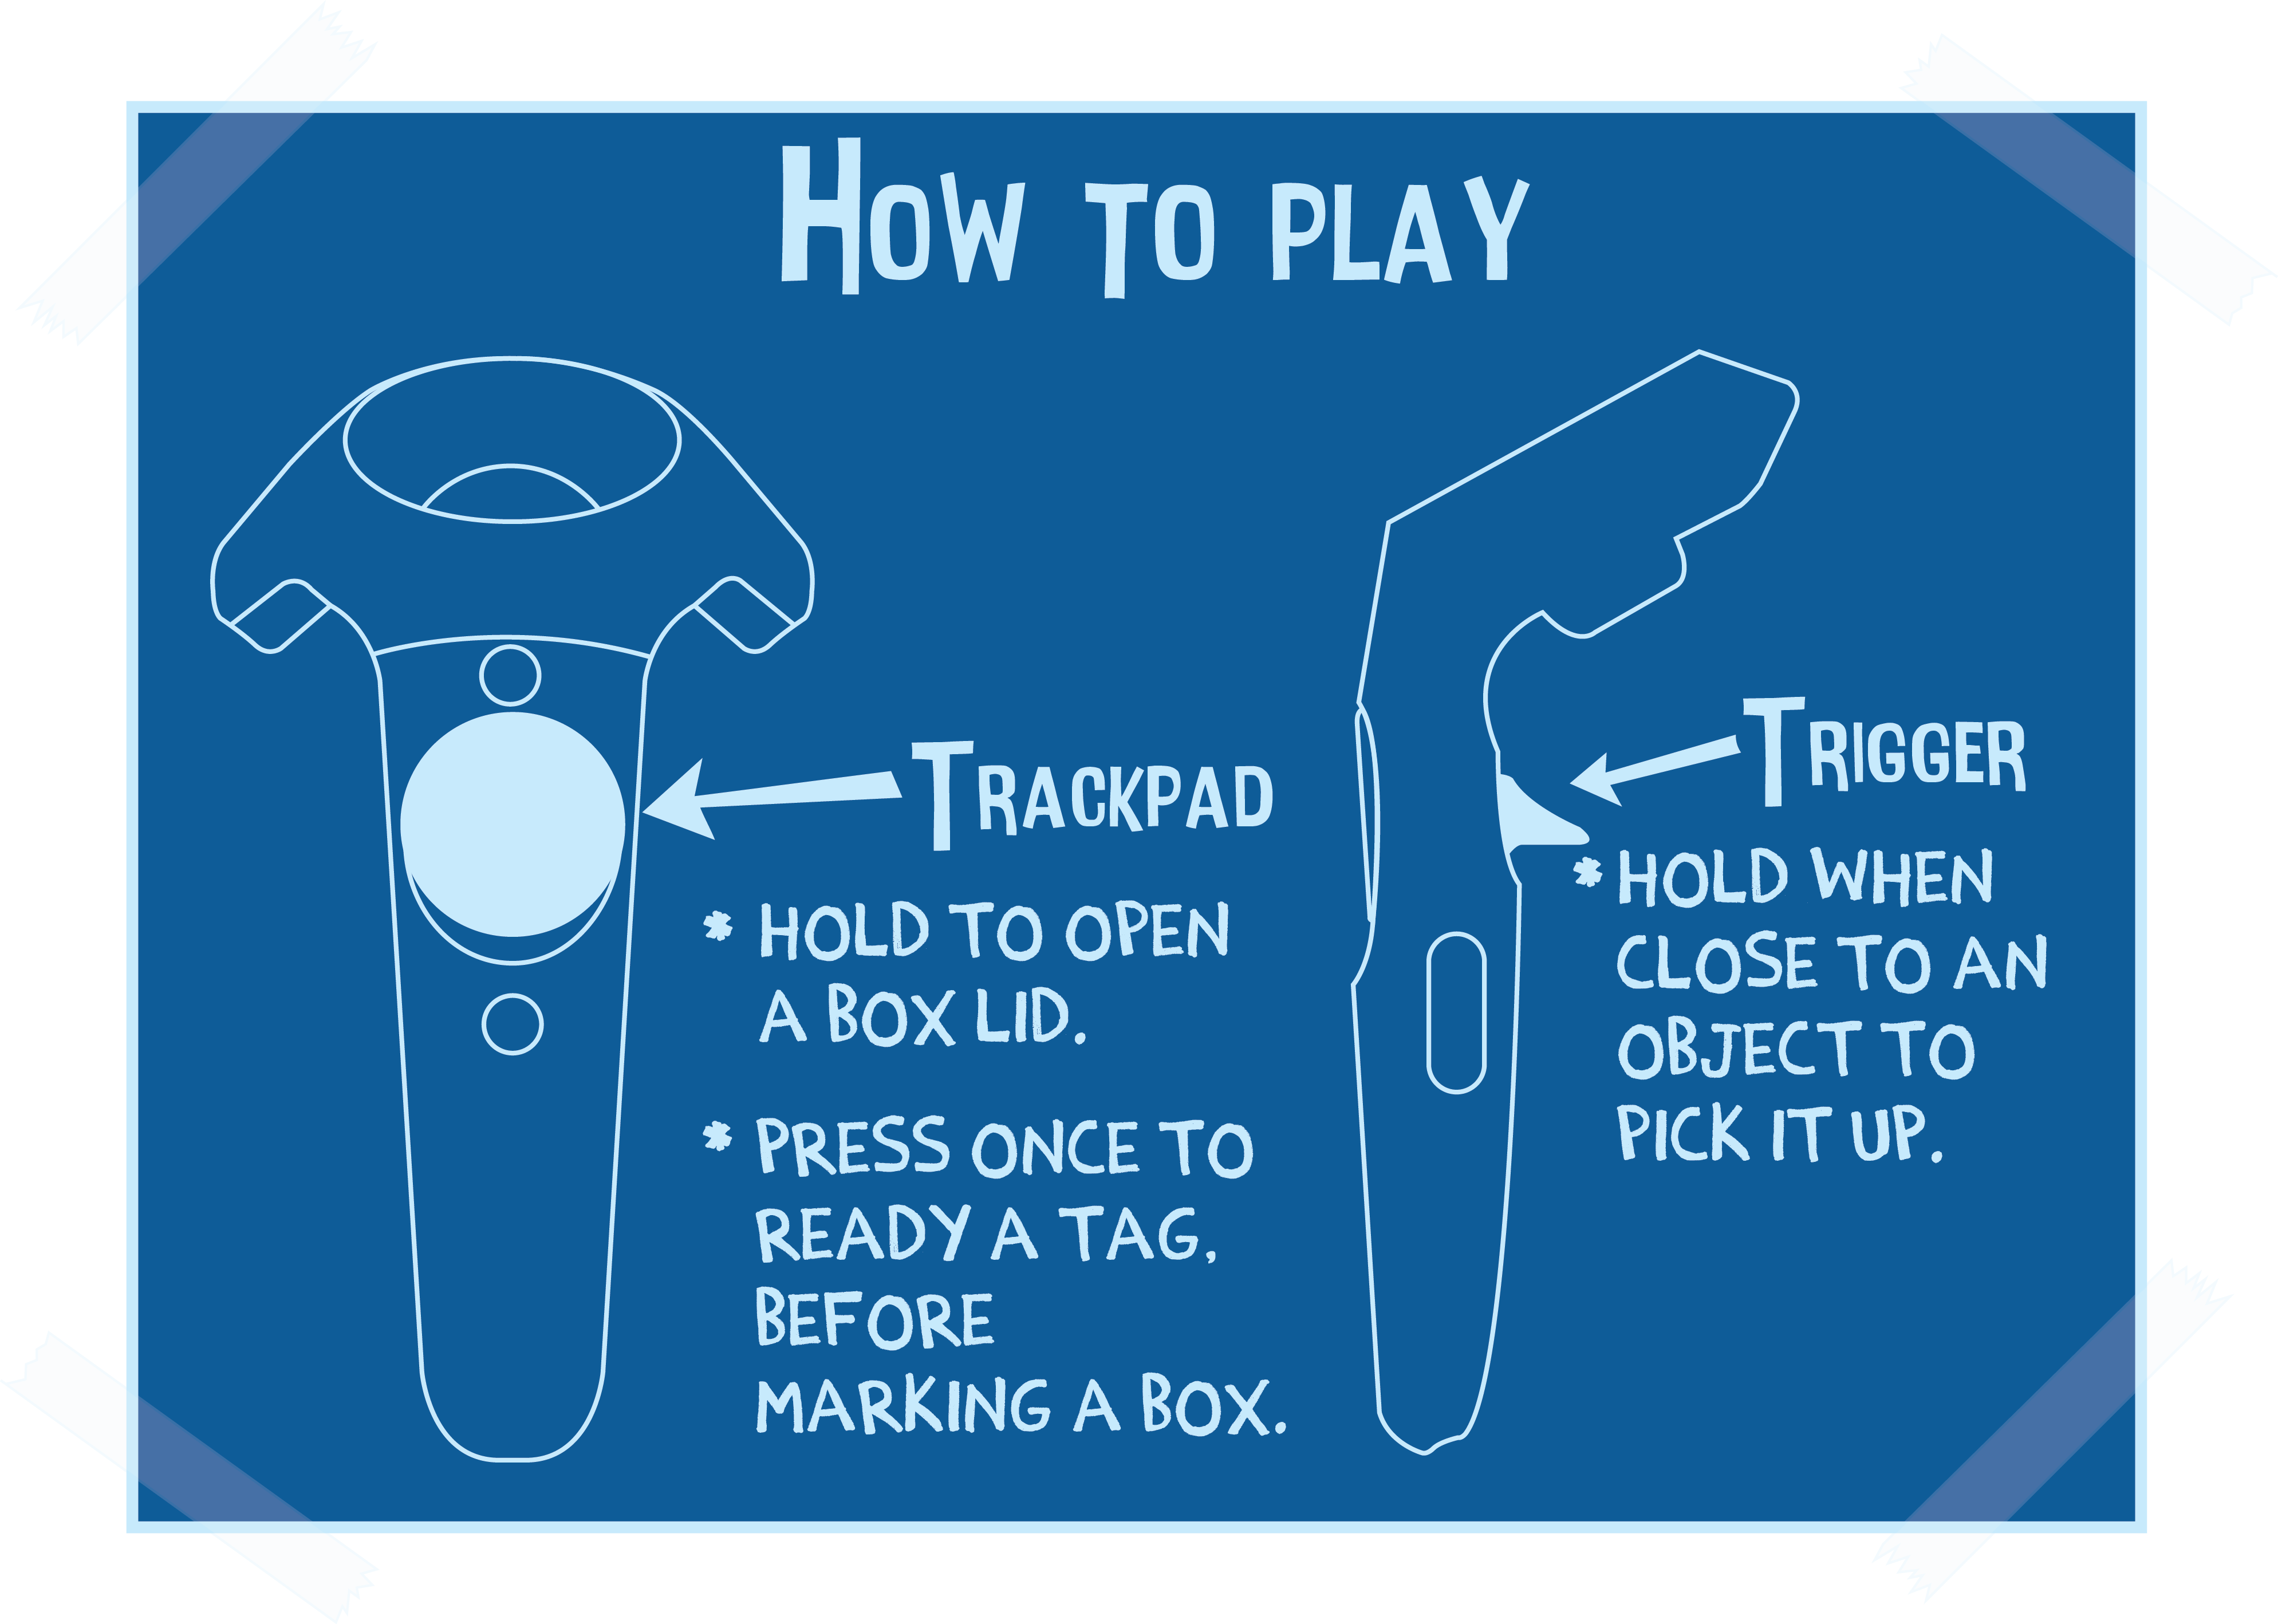 How to play
Trackpad
* Hold to open
a box lid.
* Press once to
ready a tag,
before
marking a box.
Trigger
* Hold when
close to an
object to
pick it up.